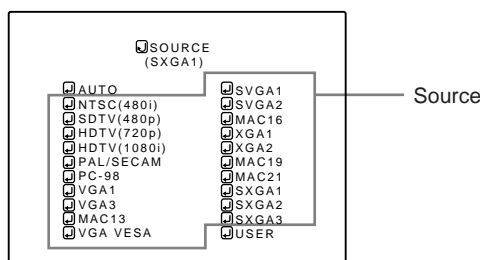 SOURCE
(SXGA1)
AUTO
NTSC(480i)
SDTV(480p)
HDTV(720p)
HDTV(1080i)
PAL/SECAM
PC-98
VGA1
VGA3
MAC13
VGA VESA
SVGA1
SVGA2
MAC16
XGA1
XGA2
MAC19
MAC21
SXGA1
SXGA2
SXGA3
USER
Source